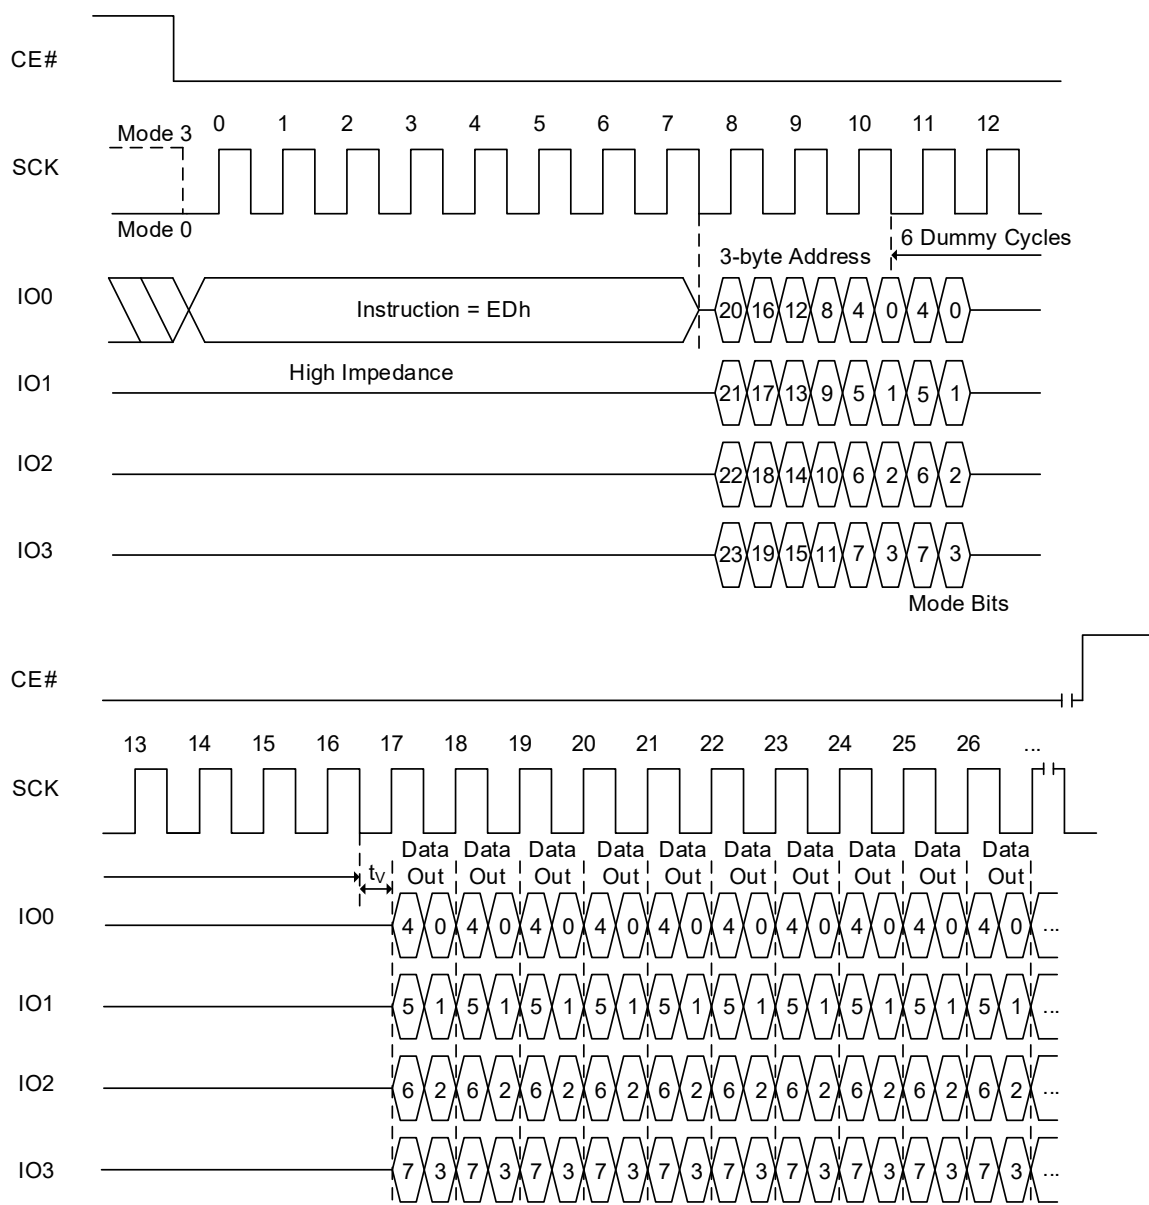 CE#
0 1 2 3 4 5 6 7 8 9 10 11 12
Mode 3
SCK
Mode 0
6 Dummy Cycles
3-byte Address
IO0
Instruction = EDh
20 16 12 8 4 0 4 0
High Impedance
IO1
21 17 13 9 5 1 5 1
IO2
22 18 14 10 6 2 6 2
IO3
23 19 15 11 7 3 7 3
Mode Bits
CE#
13 14 15 16 17 18 19 20 21 22 23 24 25 26 ...
SCK
Data Data Data Data Data Data Data Data Data Data
tV Out Out Out Out Out Out Out Out Out Out
IO0
4 0 4 0 4 0 4 0 4 0 4 0 4 0 4 0 4 0 4 0 ...
IO1
5 1 5 1 5 1 5 1 5 1 5 1 5 1 5 1 5 1 5 1 ...
IO2
6 2 6 2 6 2 6 2 6 2 6 2 6 2 6 2 6 2 6 2 ...
IO3
7 3 7 3 7 3 7 3 7 3 7 3 7 3 7 3 7 3 7 3 ...